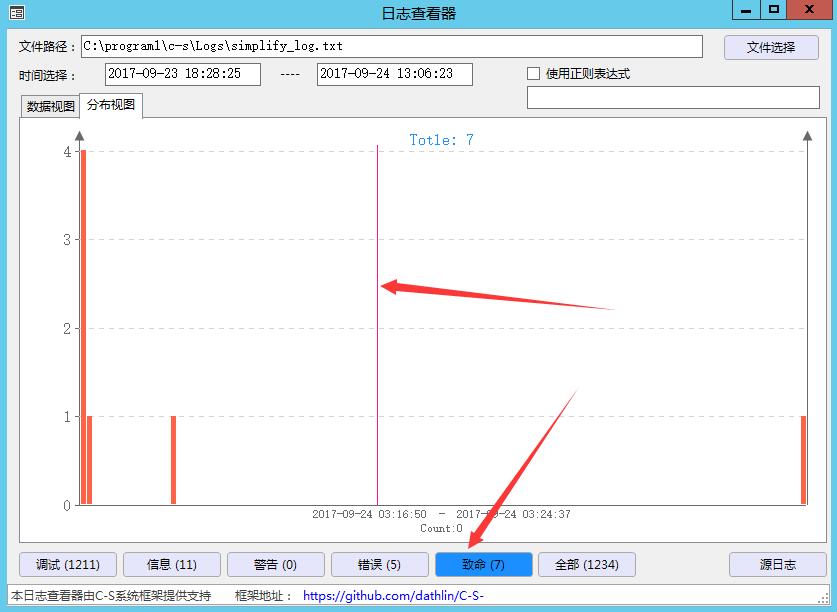 日志查看器
文件路径： C:\program1\c-s\Logs\simplify_log.txt 文件选择
时间选择： 2017-09-23 18:28:25 ---- 2017-09-24 13:06:23 使用正则表达式
数据视图 分布视图
Totle: 7
4
3
2
1
0
2017-09-24 03:16:50 － 2017-09-24 03:24:37
Count:0
调试 (1211) 信息 (11) 警告 (0) 错误 (5) 致命 (7) 全部 (1234) 源日志
本日志查看器由C-S系统框架提供支持 框架地址： https://github.com/dathlin/C-S-